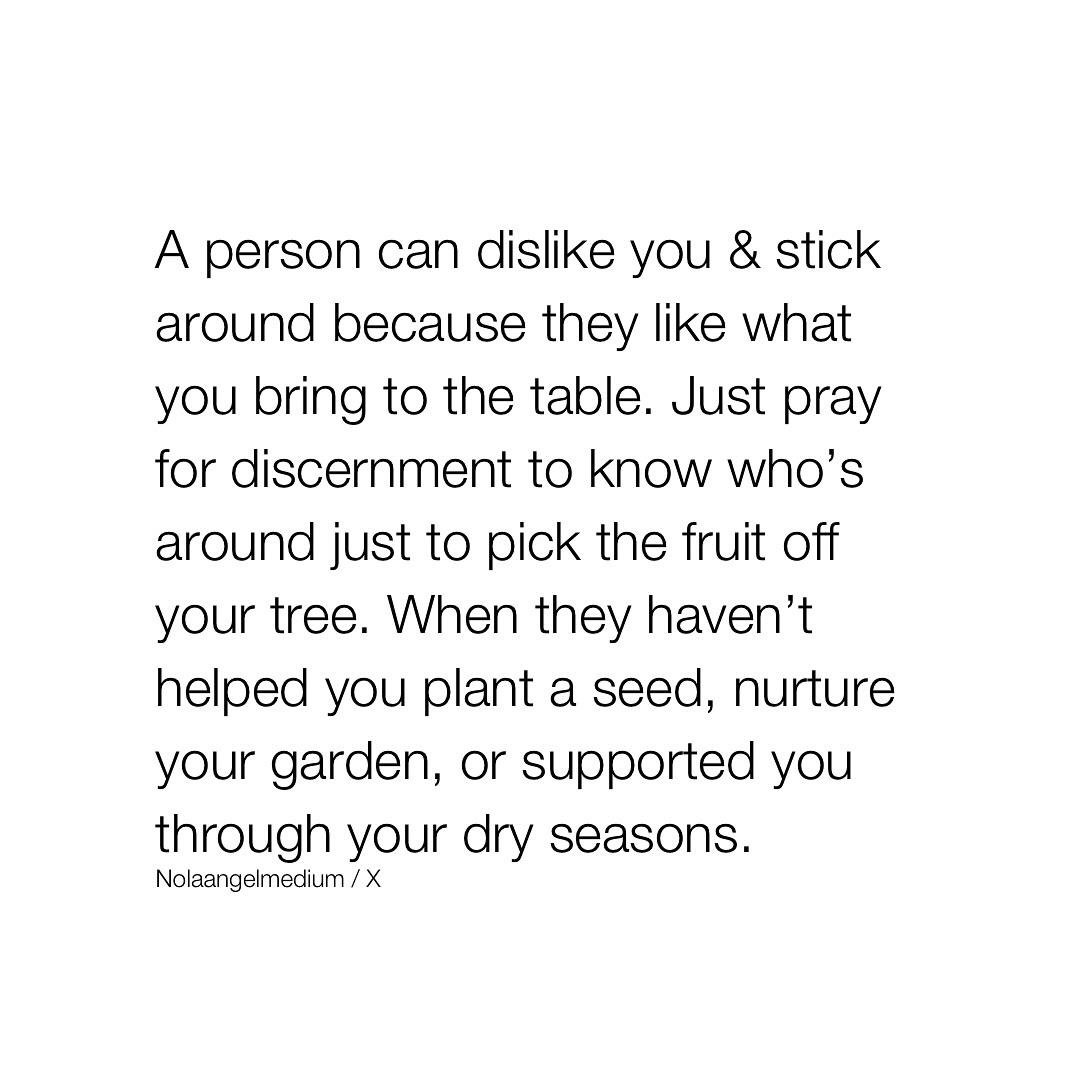 A person can dislike you & stick
around because they like what
you bring to the table. Just pray
for discernment to know who’s
around just to pick the fruit off
your tree. When they haven’t
helped you plant a seed, nurture
your garden, or supported you
through your dry seasons.
Nolaangelmedium / X